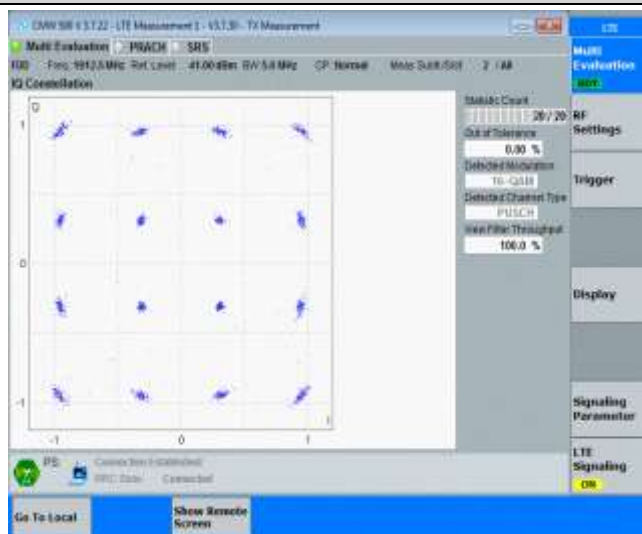 CMW 500 V 3.7.22 - LTE Measurement 1 - V3.7.30 - TX Measurement
Multi Evaluation PRACH SRS
FDD Freq: 1912.5 MHz Ref. Level: 41.00 dBm BW: 5.0 MHz CP: Normal Meas Subfr./Slot 2 / All
IQ Constellation
Q
1
0
-1
-1 0 1
I
Statistic Count
20 / 20
Out of Tolerance
0.00 %
Detected Modulation
16-QAM
Detected Channel Type
PUSCH
View Filter Throughput
100.0 %
PS:
Connection Established
RRC State: Connected
LTE
Multi
Evaluation
RDY
RF
Settings
Trigger
Display
Signaling
Parameter
LTE
Signaling
ON
Go To Local
Show Remote
Screen